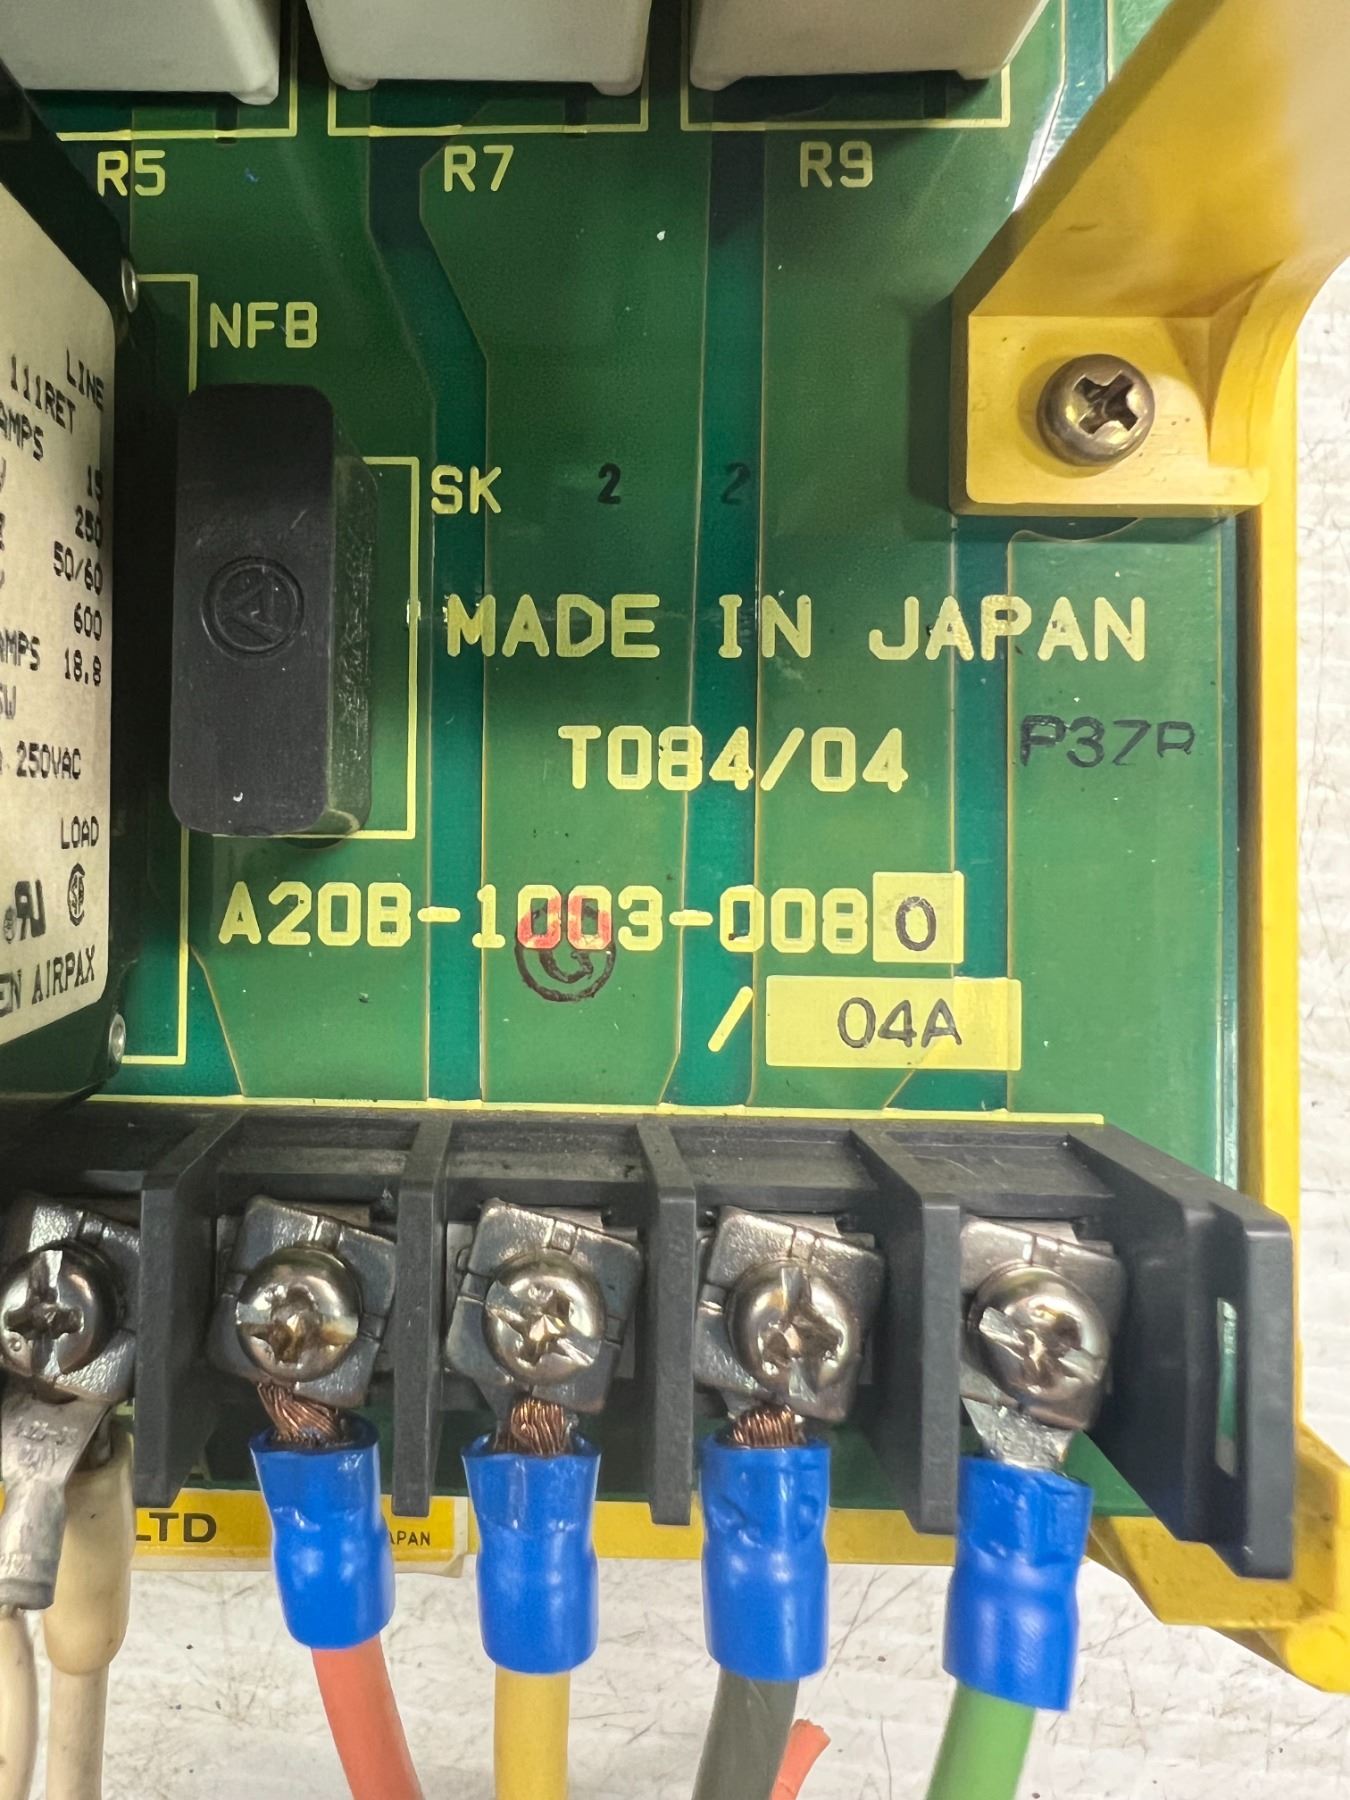 R5 R7 R9
NFB
LINE
111RET
AMPS
15
250
50/60
600
AMPS 18.8
250VAC
LOAD
AIRPAX
SK 2 2
MADE IN JAPAN
T084/04 P37R
A20B-1003-0080
/ 04A
LTD